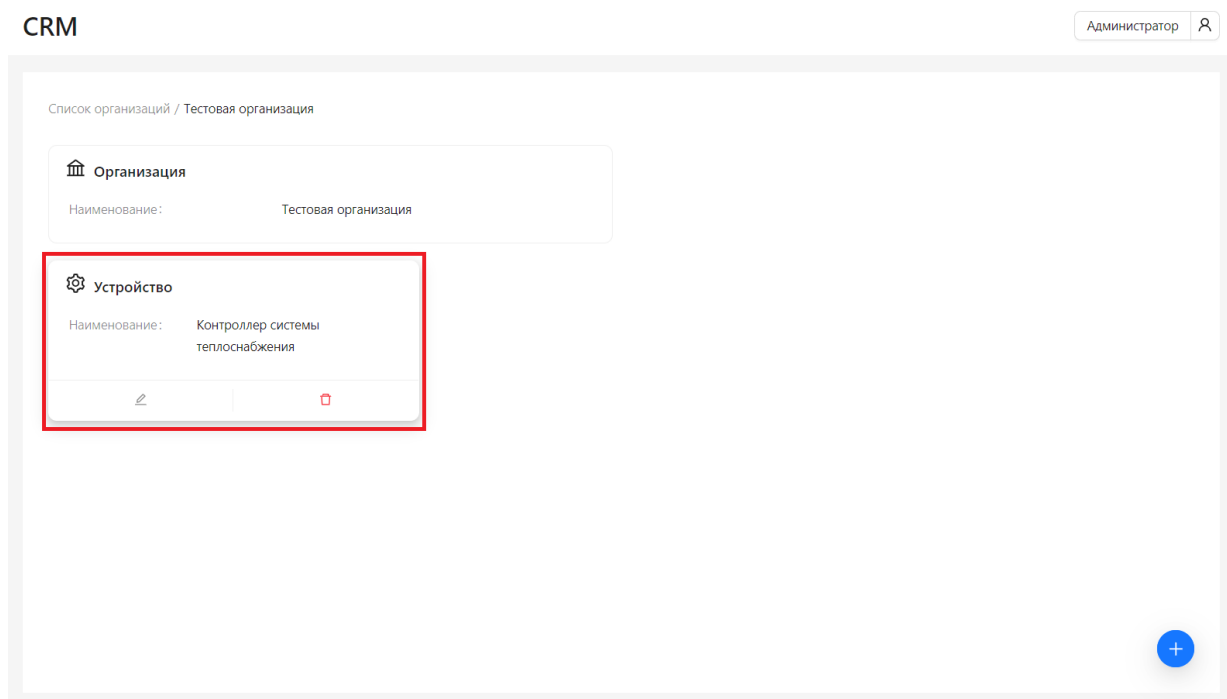 CRM
Администратор
Список организаций / Тестовая организация
Организация
Наименование: Тестовая организация
Устройство
Наименование: Контроллер системы
теплоснабжения